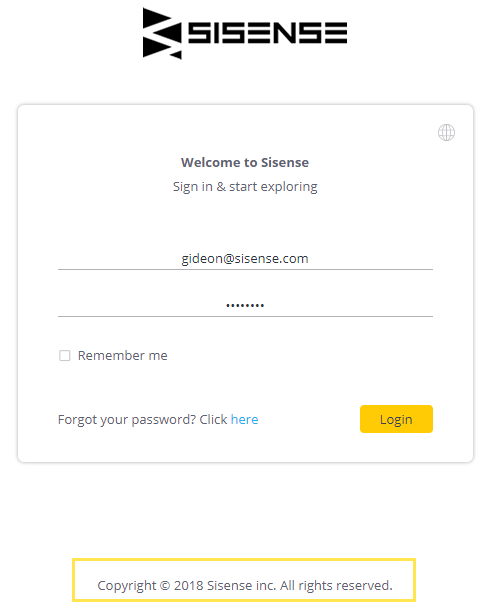 SISENSE
Welcome to Sisense
Sign in & start exploring
gideon@sisense.com
••••••••
Remember me
Forgot your password? Click here
Login
Copyright © 2018 Sisense inc. All rights reserved.